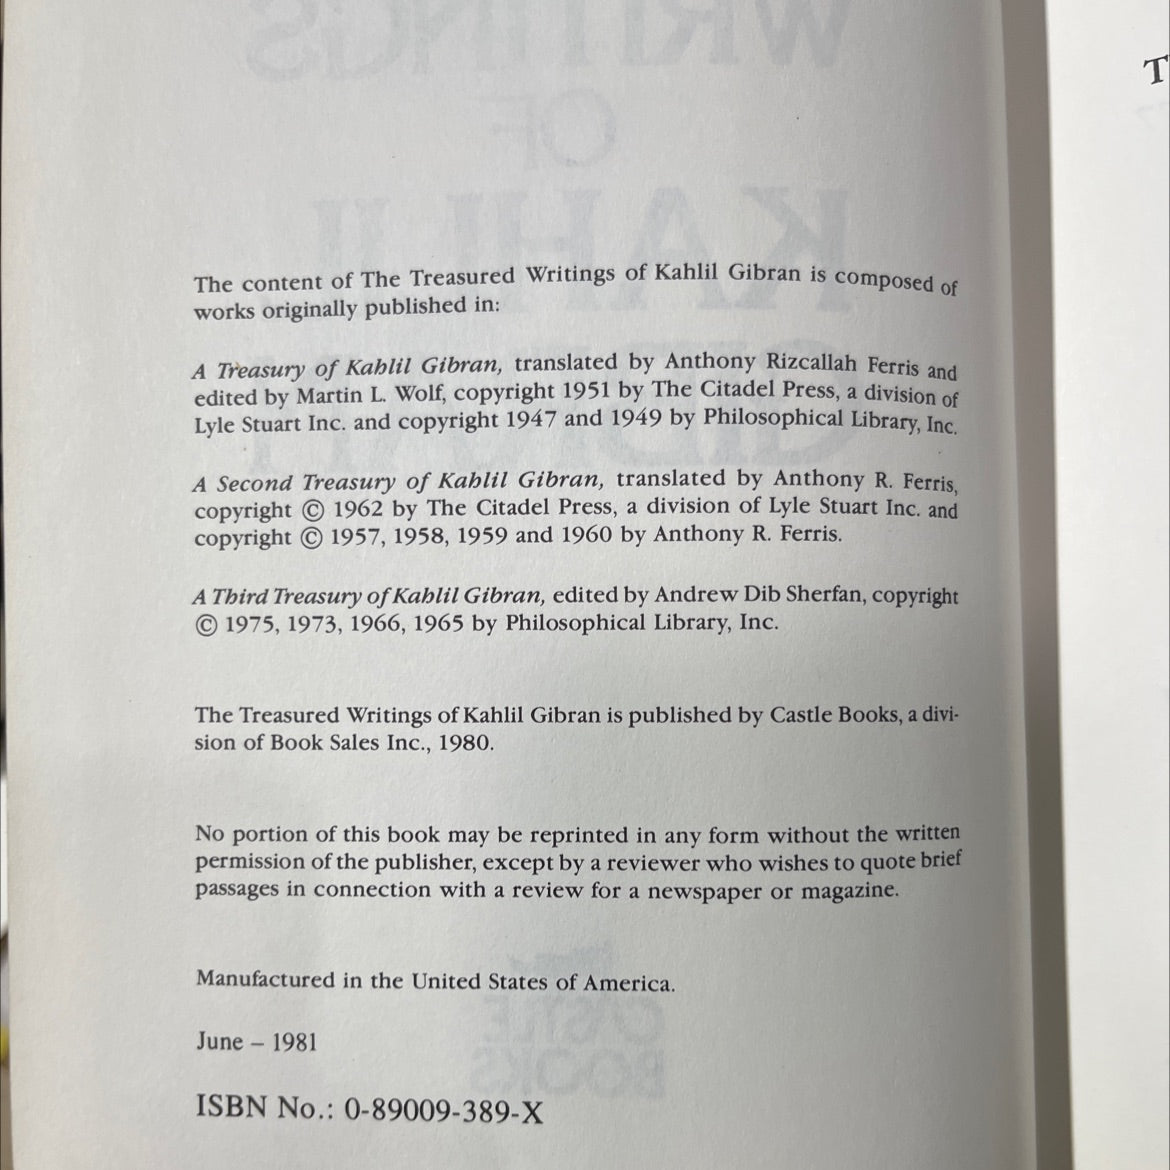 The content of The Treasured Writings of Kahlil Gibran is composed of
works originally published in:
A Treasury of Kahlil Gibran, translated by Anthony Rizcallah Ferris and
edited by Martin L. Wolf, copyright 1951 by The Citadel Press, a division of
Lyle Stuart Inc. and copyright 1947 and 1949 by Philosophical Library, Inc.
A Second Treasury of Kahlil Gibran, translated by Anthony R. Ferris,
copyright © 1962 by The Citadel Press, a division of Lyle Stuart Inc. and
copyright © 1957, 1958, 1959 and 1960 by Anthony R. Ferris.
A Third Treasury of Kahlil Gibran, edited by Andrew Dib Sherfan, copyright
© 1975, 1973, 1966, 1965 by Philosophical Library, Inc.
The Treasured Writings of Kahlil Gibran is published by Castle Books, a divi-
sion of Book Sales Inc., 1980.
No portion of this book may be reprinted in any form without the written
permission of the publisher, except by a reviewer who wishes to quote brief
passages in connection with a review for a newspaper or magazine.
Manufactured in the United States of America.
June – 1981
ISBN No.: 0-89009-389-X